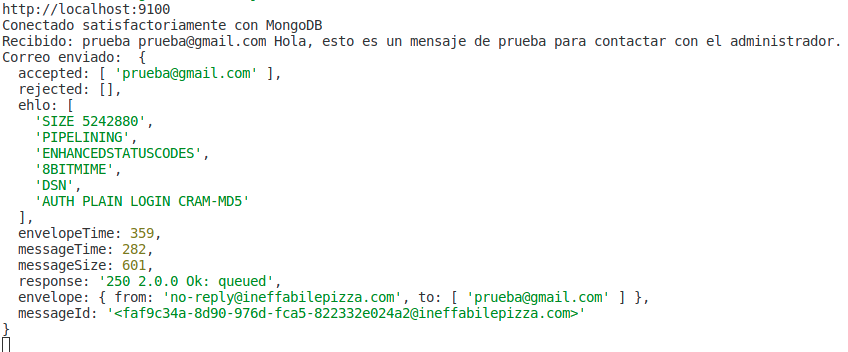 http://localhost:9100
Conectado satisfactoriamente con MongoDB
Recibido: prueba prueba@gmail.com Hola, esto es un mensaje de prueba para contactar con el administrador.
Correo enviado:  {
  accepted: [ 'prueba@gmail.com' ],
  rejected: [],
  ehlo: [
    'SIZE 5242880',
    'PIPELINING',
    'ENHANCEDSTATUSCODES',
    '8BITMIME',
    'DSN',
    'AUTH PLAIN LOGIN CRAM-MD5'
  ],
  envelopeTime: 359,
  messageTime: 282,
  messageSize: 601,
  response: '250 2.0.0 Ok: queued',
  envelope: { from: 'no-reply@ineffabilepizza.com', to: [ 'prueba@gmail.com' ] },
  messageId: '<faf9c34a-8d90-976d-fca5-822332e024a2@ineffabilepizza.com>'
}